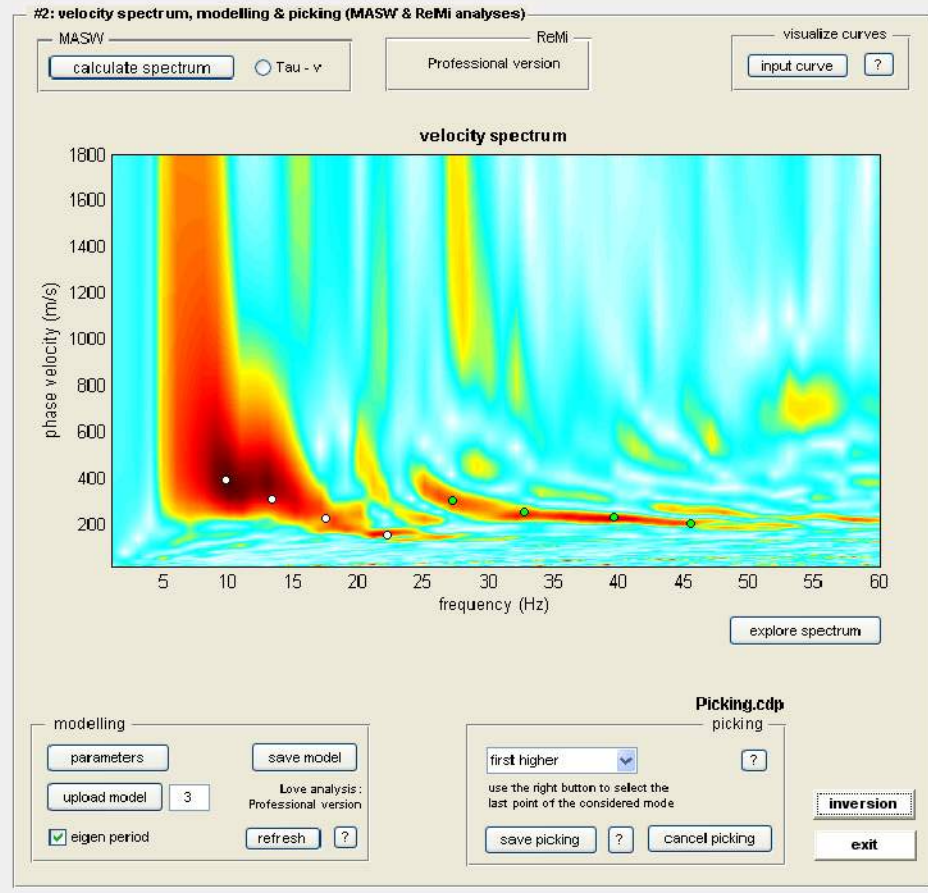 #2: velocity spectrum, modelling & picking (MASW & ReMi analyses)
MASW
calculate spectrum
Tau - v
ReMi
Professional version
visualize curves
input curve
?
velocity spectrum
1800
1600
1400
1200
1000
800
600
400
200
phase velocity (m/s)
5 10 15 20 25 30 35 40 45 50 55 60
frequency (Hz)
explore spectrum
modelling
parameters
save model
upload model
3
Love analysis:
Professional version
eigen period
refresh
?
Picking.cdp
picking
first higher
?
use the right button to select the
last point of the considered mode
save picking
?
cancel picking
inversion
exit